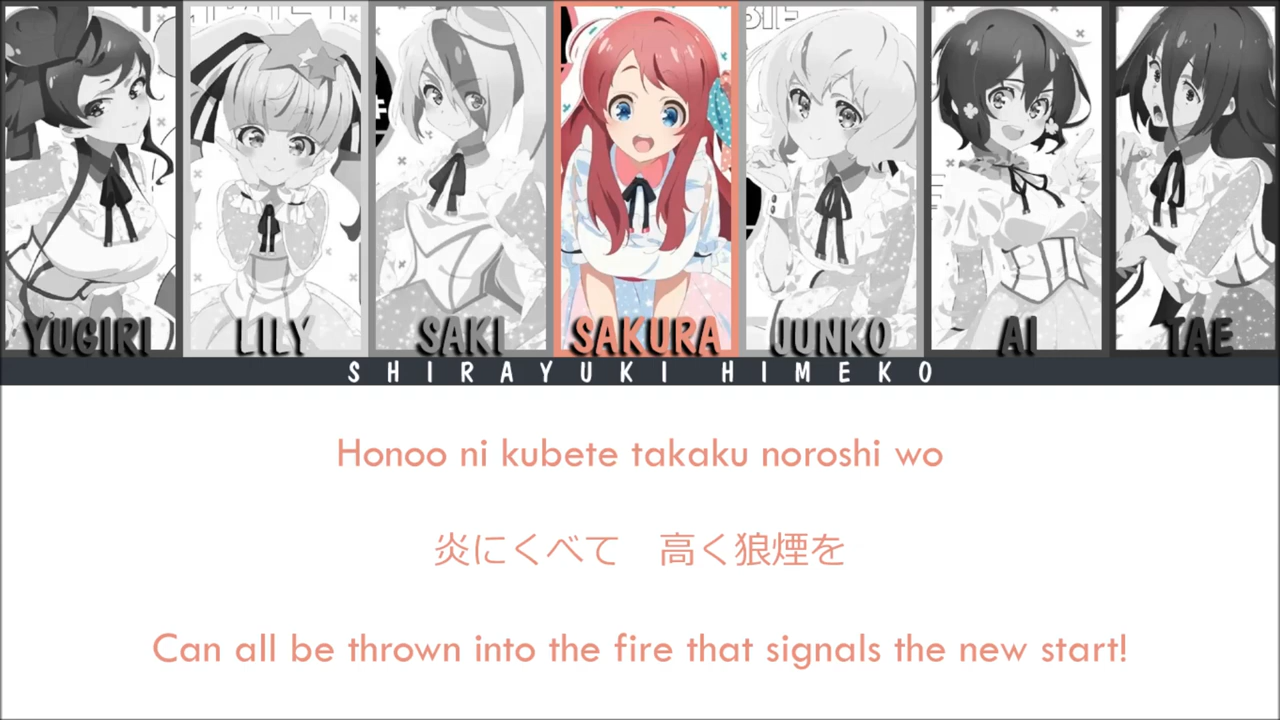 YUGIRI LILY SAKI SAKURA JUNKO AI TAE
SHIRAYUKI HIMEKO
Honoo ni kubete takaku noroshi wo
炎にくべて　高く狼煙を
Can all be thrown into the fire that signals the new start!